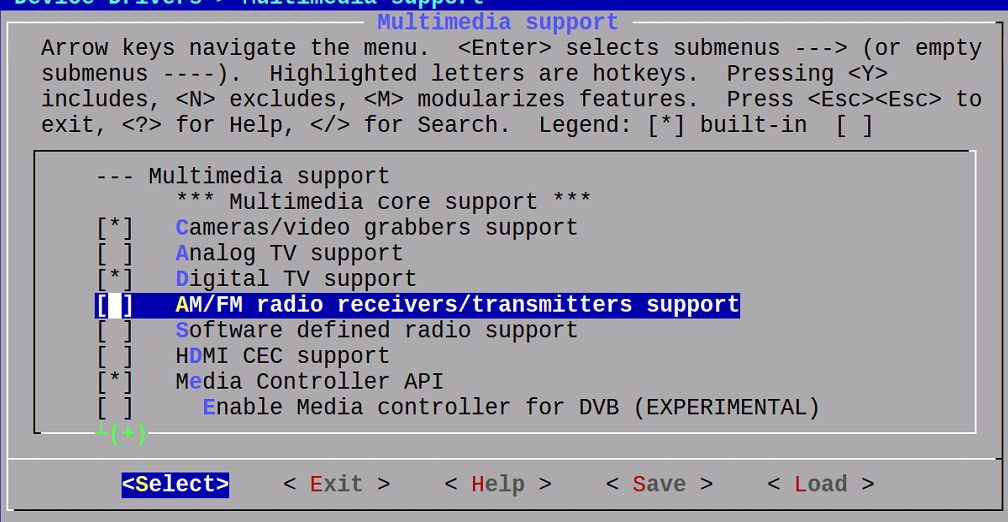 Device Drivers > Multimedia support
Multimedia support
Arrow keys navigate the menu.  <Enter> selects submenus ---> (or empty
submenus ----).  Highlighted letters are hotkeys.  Pressing <Y>
includes, <N> excludes, <M> modularizes features.  Press <Esc><Esc> to
exit, <?> for Help, </> for Search.  Legend: [*] built-in  [ ]
--- Multimedia support
*** Multimedia core support ***
[*]   Cameras/video grabbers support
[ ]   Analog TV support
[*]   Digital TV support
[ ]   AM/FM radio receivers/transmitters support
[ ]   Software defined radio support
[ ]   HDMI CEC support
[*]   Media Controller API
[ ]     Enable Media controller for DVB (EXPERIMENTAL)
┴(+)
<Select>    < Exit >    < Help >    < Save >    < Load >